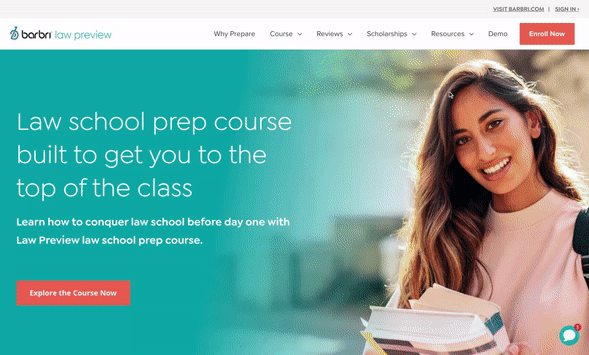 VISIT BARBRI.COM | SIGN IN ›
barbri law preview
Why Prepare Course Reviews Scholarships Resources Demo Enroll Now
Law school prep course
built to get you to the
top of the class
Learn how to conquer law school before day one with
Law Preview law school prep course.
Explore the Course Now
1